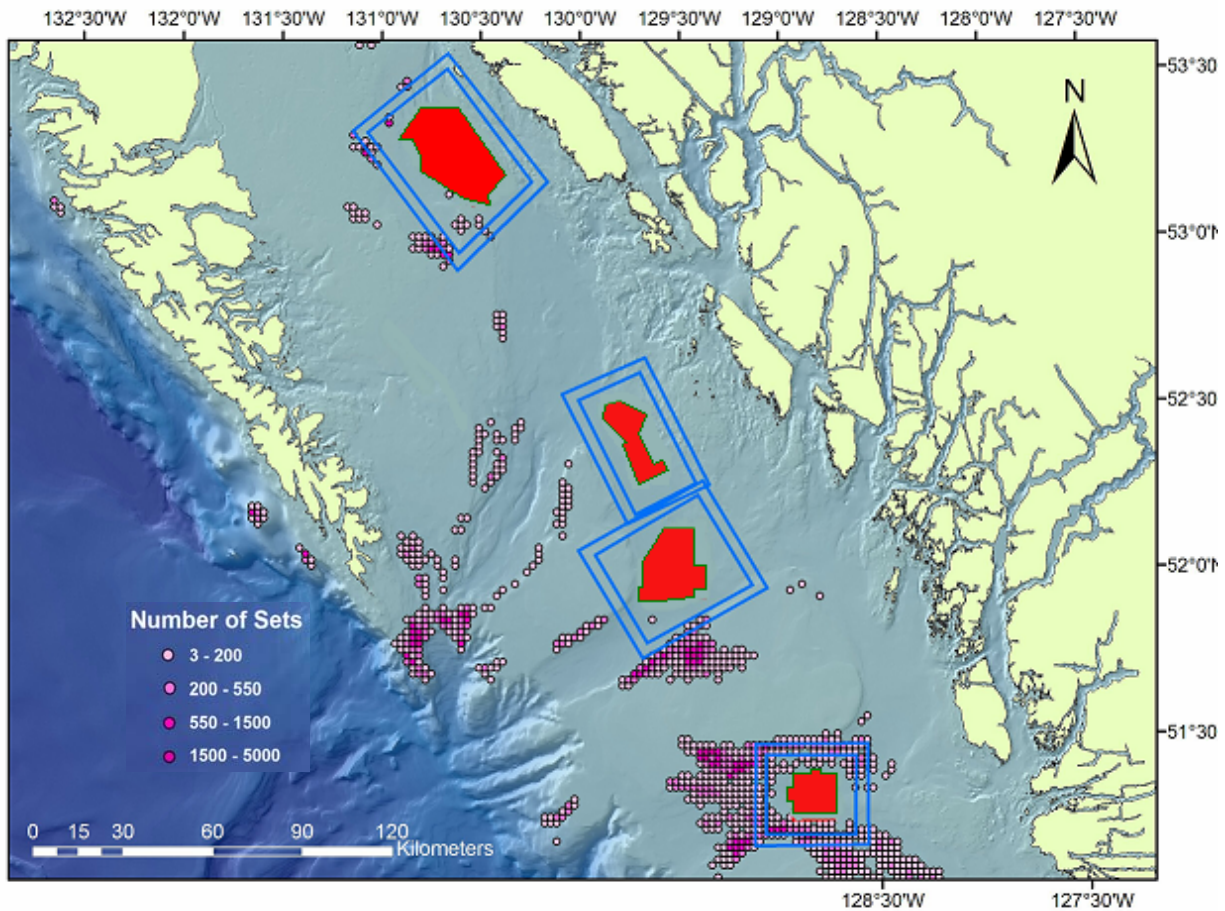 132°0'W 131°0'W 130°0'W 129°0'W 128°0'W
132°30'W 131°30'W 130°30'W 129°30'W 128°30'W 127°30'W
53°30'
N
53°0'N
52°30'
52°0'N
51°30'
Number of Sets
3 - 200
200 - 550
550 - 1500
1500 - 5000
0 15 30 60 90 120
Kilometers
128°30'W 127°30'W